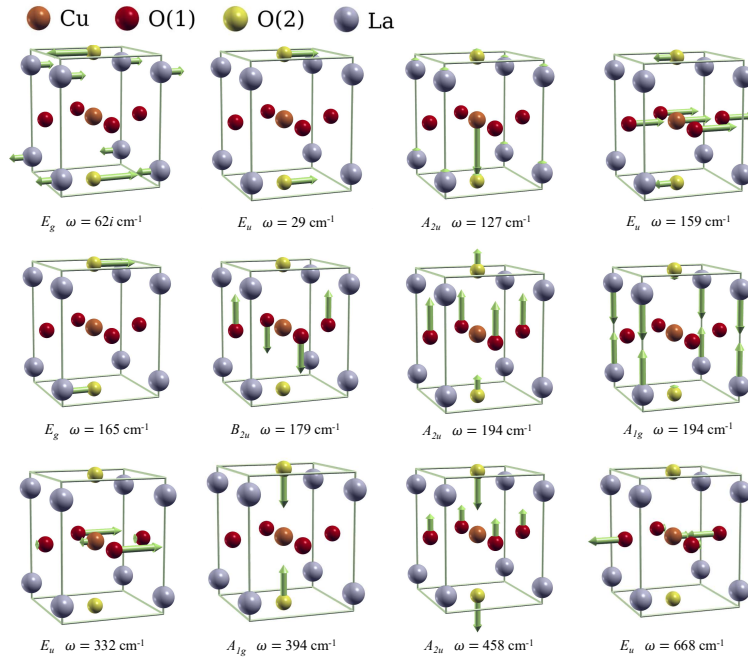 Cu O(1) O(2) La
E_g ω = 62i cm⁻¹ E_u ω = 29 cm⁻¹ A_2u ω = 127 cm⁻¹ E_u ω = 159 cm⁻¹
E_g ω = 165 cm⁻¹ B_2u ω = 179 cm⁻¹ A_2u ω = 194 cm⁻¹ A_1g ω = 194 cm⁻¹
E_u ω = 332 cm⁻¹ A_1g ω = 394 cm⁻¹ A_2u ω = 458 cm⁻¹ E_u ω = 668 cm⁻¹